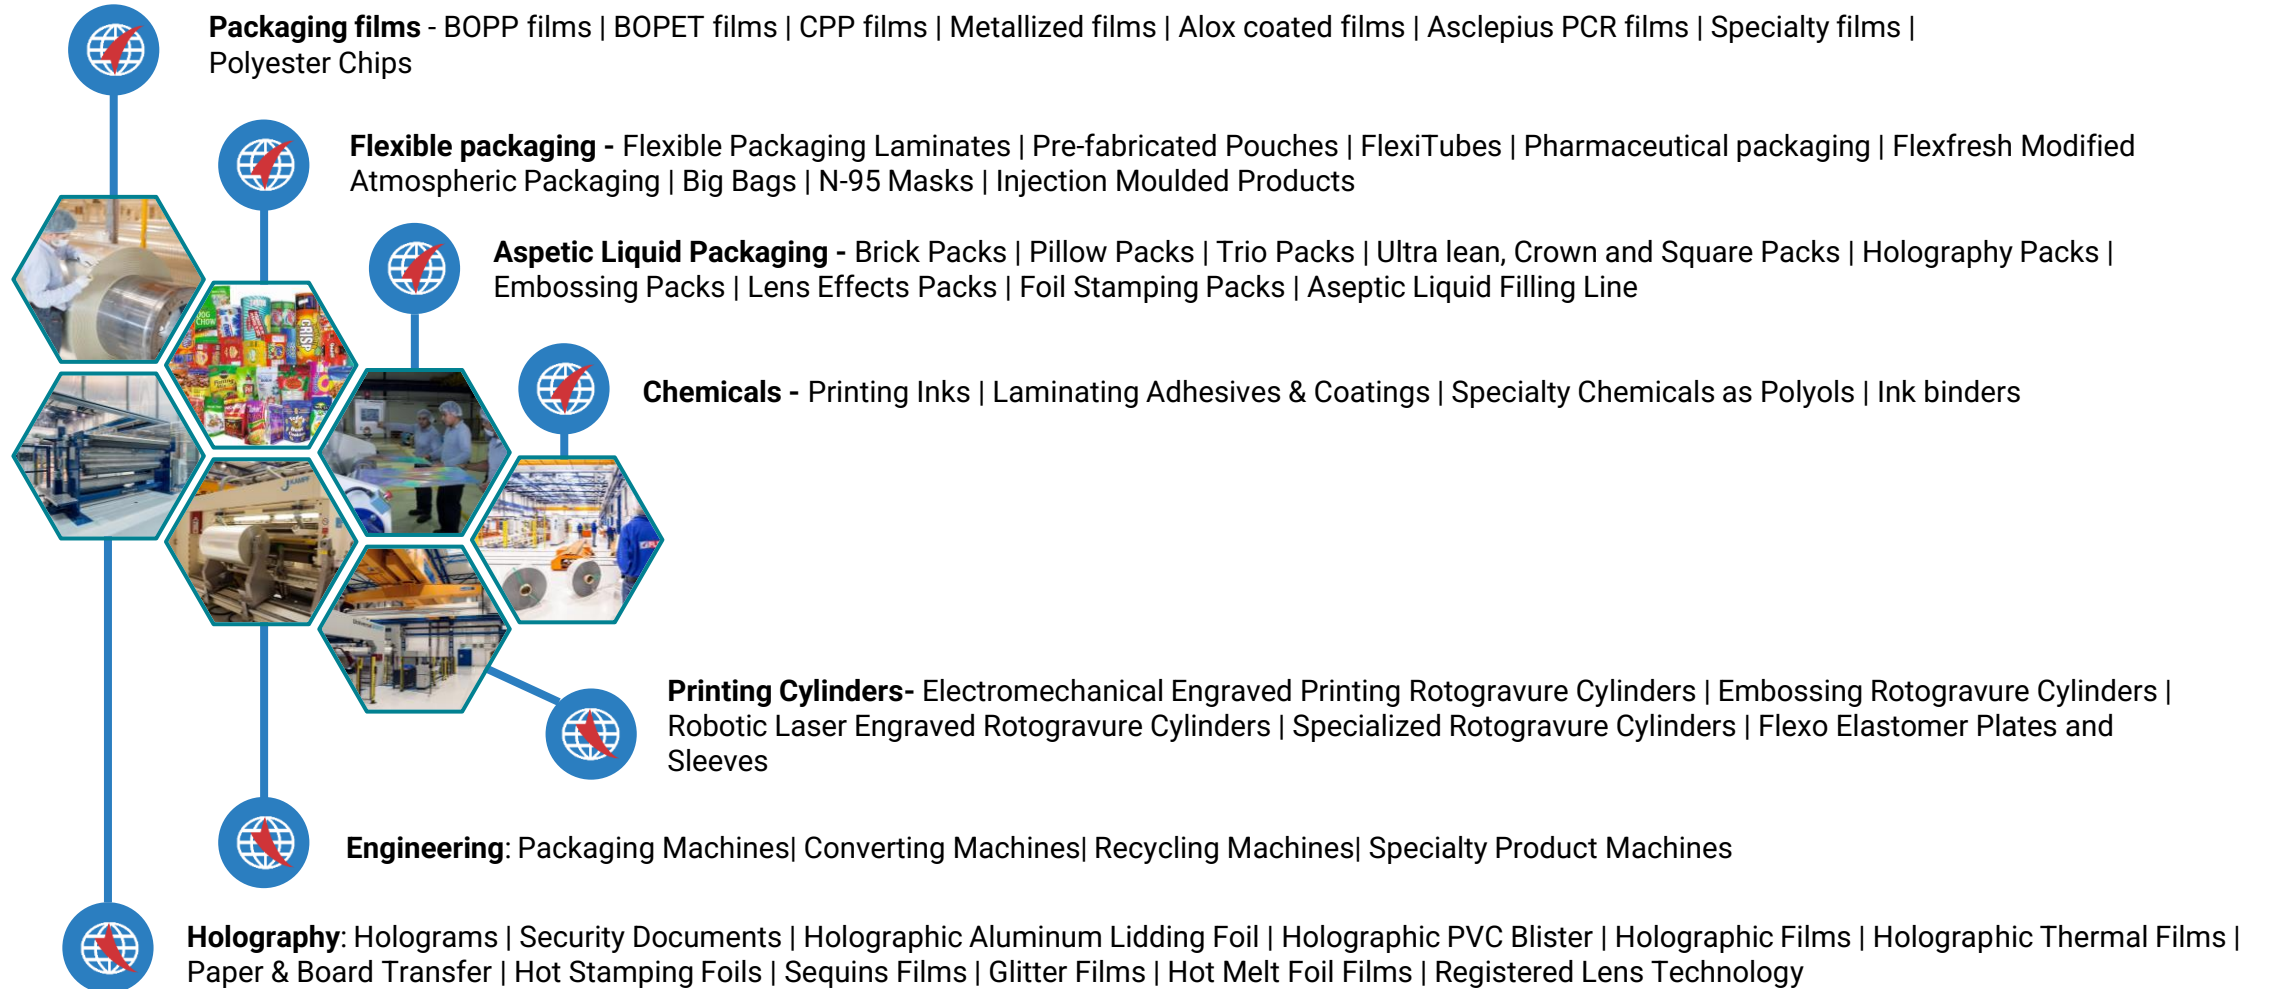 Packaging films - BOPP films | BOPET films | CPP films | Metallized films | Alox coated films | Asclepius PCR films | Specialty films |
Polyester Chips
Flexible packaging - Flexible Packaging Laminates | Pre-fabricated Pouches | FlexiTubes | Pharmaceutical packaging | Flexfresh Modified
Atmospheric Packaging | Big Bags | N-95 Masks | Injection Moulded Products
Aspetic Liquid Packaging - Brick Packs | Pillow Packs | Trio Packs | Ultra lean, Crown and Square Packs | Holography Packs |
Embossing Packs | Lens Effects Packs | Foil Stamping Packs | Aseptic Liquid Filling Line
CRISP
Chemicals - Printing Inks | Laminating Adhesives & Coatings | Specialty Chemicals as Polyols | Ink binders
Printing Cylinders- Electromechanical Engraved Printing Rotogravure Cylinders | Embossing Rotogravure Cylinders |
Robotic Laser Engraved Rotogravure Cylinders | Specialized Rotogravure Cylinders | Flexo Elastomer Plates and
Sleeves
Engineering: Packaging Machines| Converting Machines| Recycling Machines| Specialty Product Machines
Holography: Holograms | Security Documents | Holographic Aluminum Lidding Foil | Holographic PVC Blister | Holographic Films | Holographic Thermal Films |
Paper & Board Transfer | Hot Stamping Foils | Sequins Films | Glitter Films | Hot Melt Foil Films | Registered Lens Technology